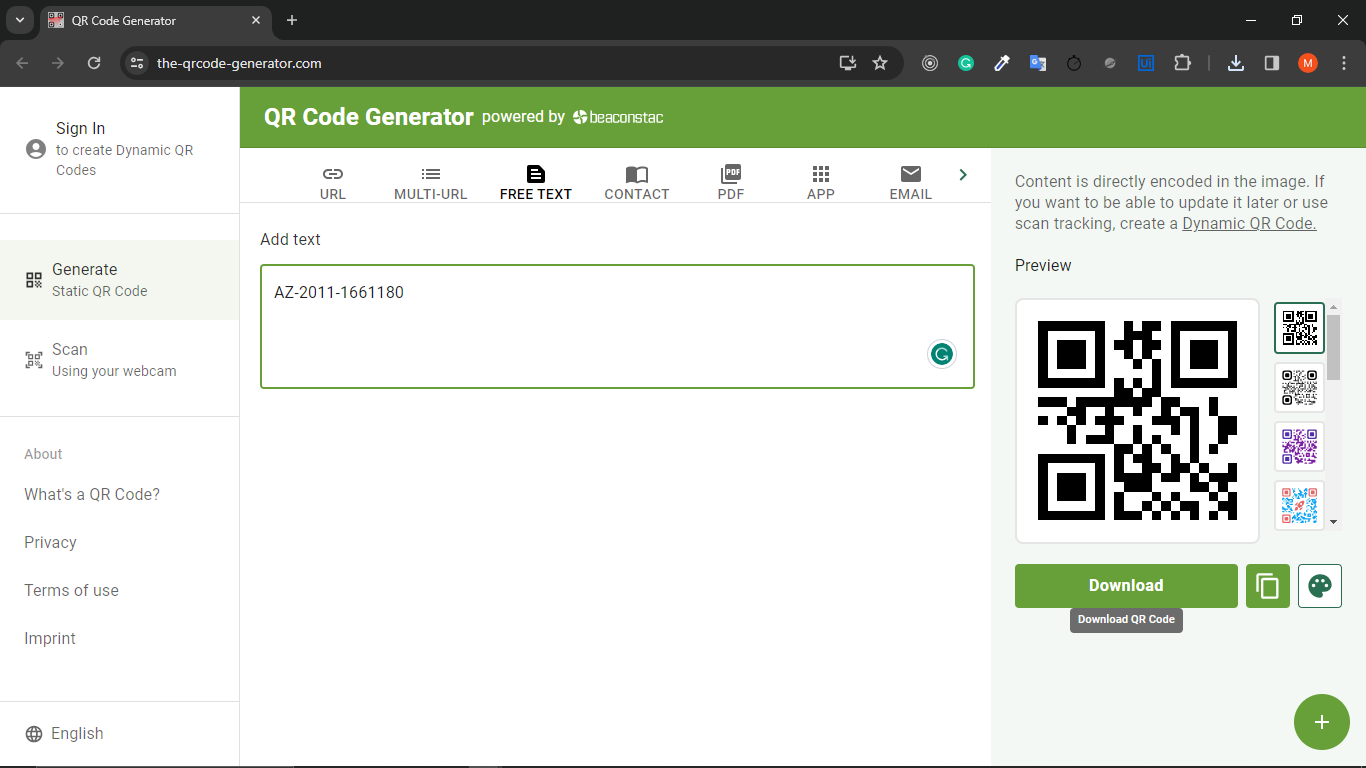 QR Code Generator
the-qrcode-generator.com
M
Sign In
to create Dynamic QR
Codes
Generate
Static QR Code
Scan
Using your webcam
About
What's a QR Code?
Privacy
Terms of use
Imprint
English
QR Code Generator powered by beaconstac
URL
MULTI-URL
FREE TEXT
CONTACT
PDF
PDF
APP
EMAIL
Add text
AZ-2011-1661180
Content is directly encoded in the image. If
you want to be able to update it later or use
scan tracking, create a Dynamic QR Code.
Preview
Download
Download QR Code